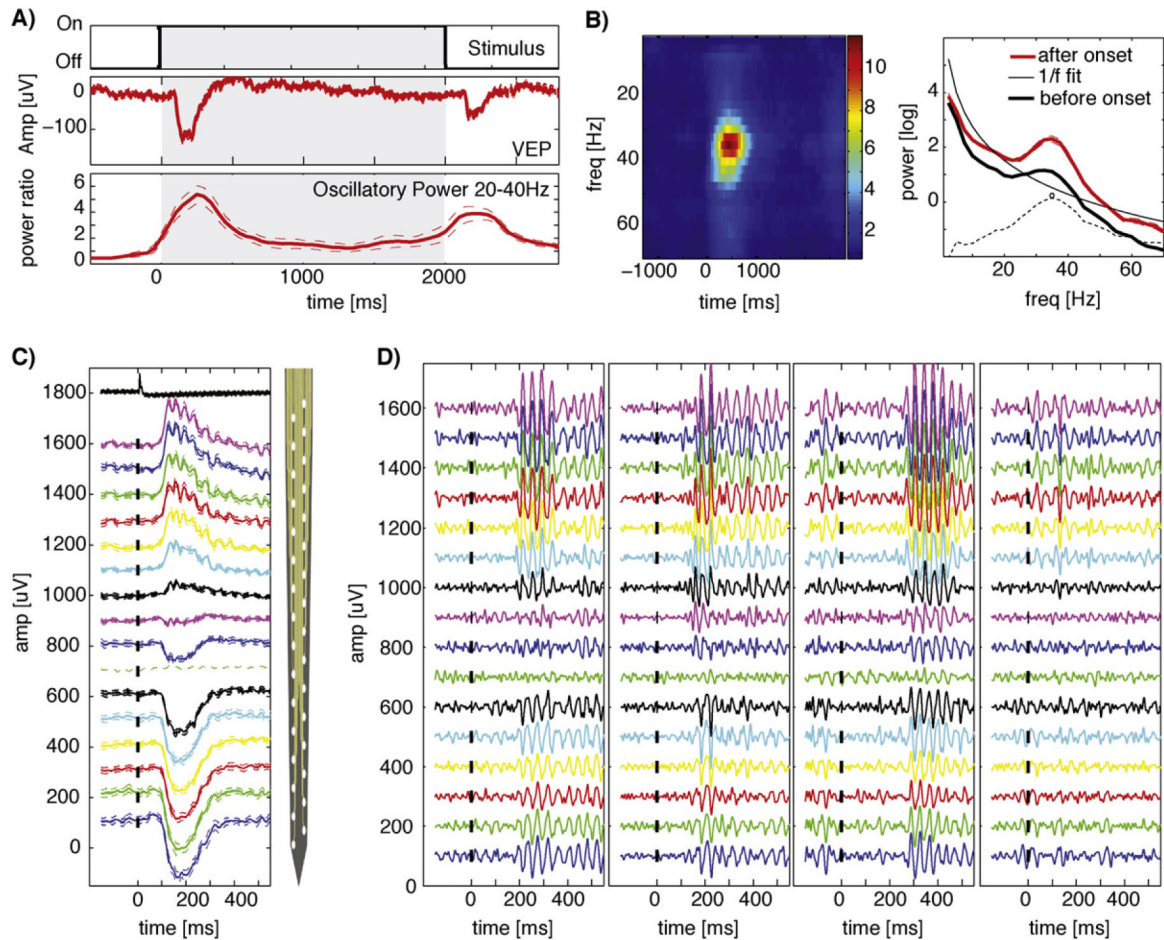 A)
On
Off
Stimulus
0
−100
Amp [uV]
VEP
6
5
4
3
2
1
0
power ratio
Oscillatory Power 20-40Hz
0 1000 2000
time [ms]
B)
20
40
60
freq [Hz]
−1000 0 1000
time [ms]
10
8
6
4
2
after onset
1/f fit
before onset
4
2
0
power [log]
20 40 60
freq [Hz]
C)
1800
1600
1400
1200
1000
800
600
400
200
0
amp [uV]
0 200 400
time [ms]
D)
1600
1400
1200
1000
800
600
400
200
0
amp [uV]
0 200 400
time [ms]
0 200 400
time [ms]
0 200 400
time [ms]
0 200 400
time [ms]